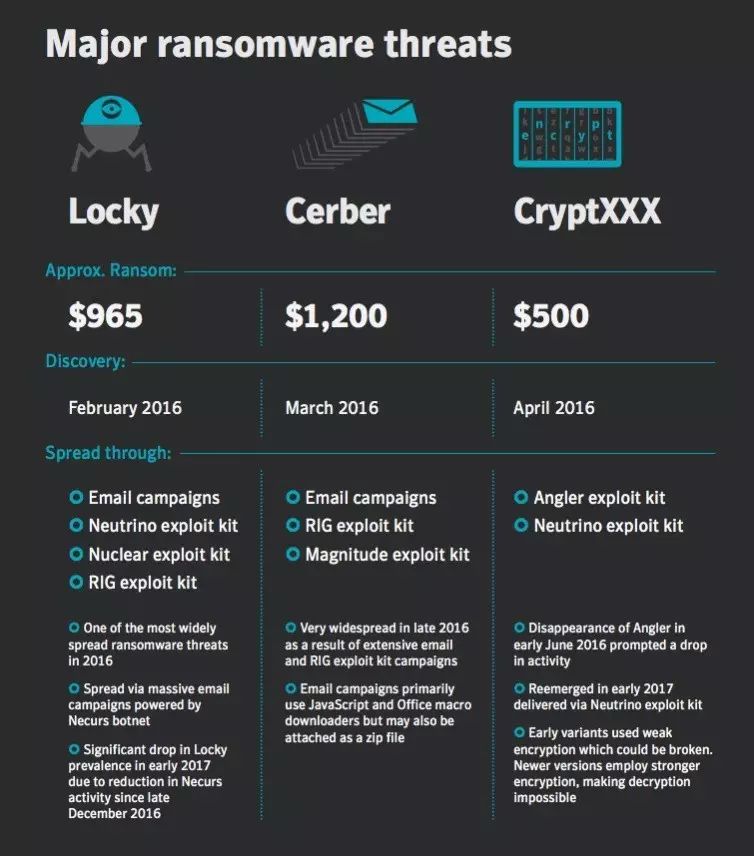 Major ransomware threats
encrypt
Locky
Cerber
CryptXXX
Approx. Ransom:
$965
$1,200
$500
Discovery:
February 2016
March 2016
April 2016
Spread through:
Email campaigns
Neutrino exploit kit
Nuclear exploit kit
RIG exploit kit
One of the most widely
spread ransomware threats
in 2016
Spread via massive email
campaigns powered by
Necurs botnet
Significant drop in Locky
prevalence in early 2017
due to reduction in Necurs
activity since late
December 2016
Email campaigns
RIG exploit kit
Magnitude exploit kit
Very widespread in late 2016
as a result of extensive email
and RIG exploit kit campaigns
Email campaigns primarily
use JavaScript and Office macro
downloaders but may also be
attached as a zip file
Angler exploit kit
Neutrino exploit kit
Disappearance of Angler in
early June 2016 prompted a drop
in activity
Reemerged in early 2017
delivered via Neutrino exploit kit
Early variants used weak
encryption which could be broken.
Newer versions employ stronger
encryption, making decryption
impossible